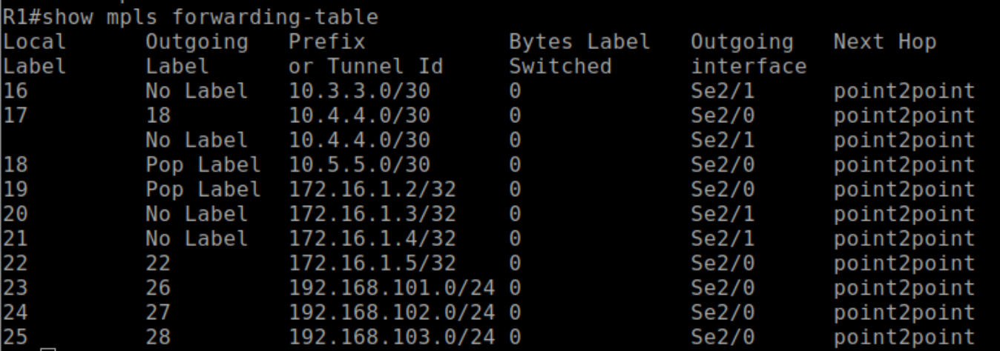 R1#show mpls forwarding-table
Local Outgoing Prefix Bytes Label Outgoing Next Hop
Label Label or Tunnel Id Switched interface
16 No Label 10.3.3.0/30 0 Se2/1 point2point
17 18 10.4.4.0/30 0 Se2/0 point2point
No Label 10.4.4.0/30 0 Se2/1 point2point
18 Pop Label 10.5.5.0/30 0 Se2/0 point2point
19 Pop Label 172.16.1.2/32 0 Se2/0 point2point
20 No Label 172.16.1.3/32 0 Se2/1 point2point
21 No Label 172.16.1.4/32 0 Se2/1 point2point
22 22 172.16.1.5/32 0 Se2/0 point2point
23 26 192.168.101.0/24 0 Se2/0 point2point
24 27 192.168.102.0/24 0 Se2/0 point2point
25 28 192.168.103.0/24 0 Se2/0 point2point